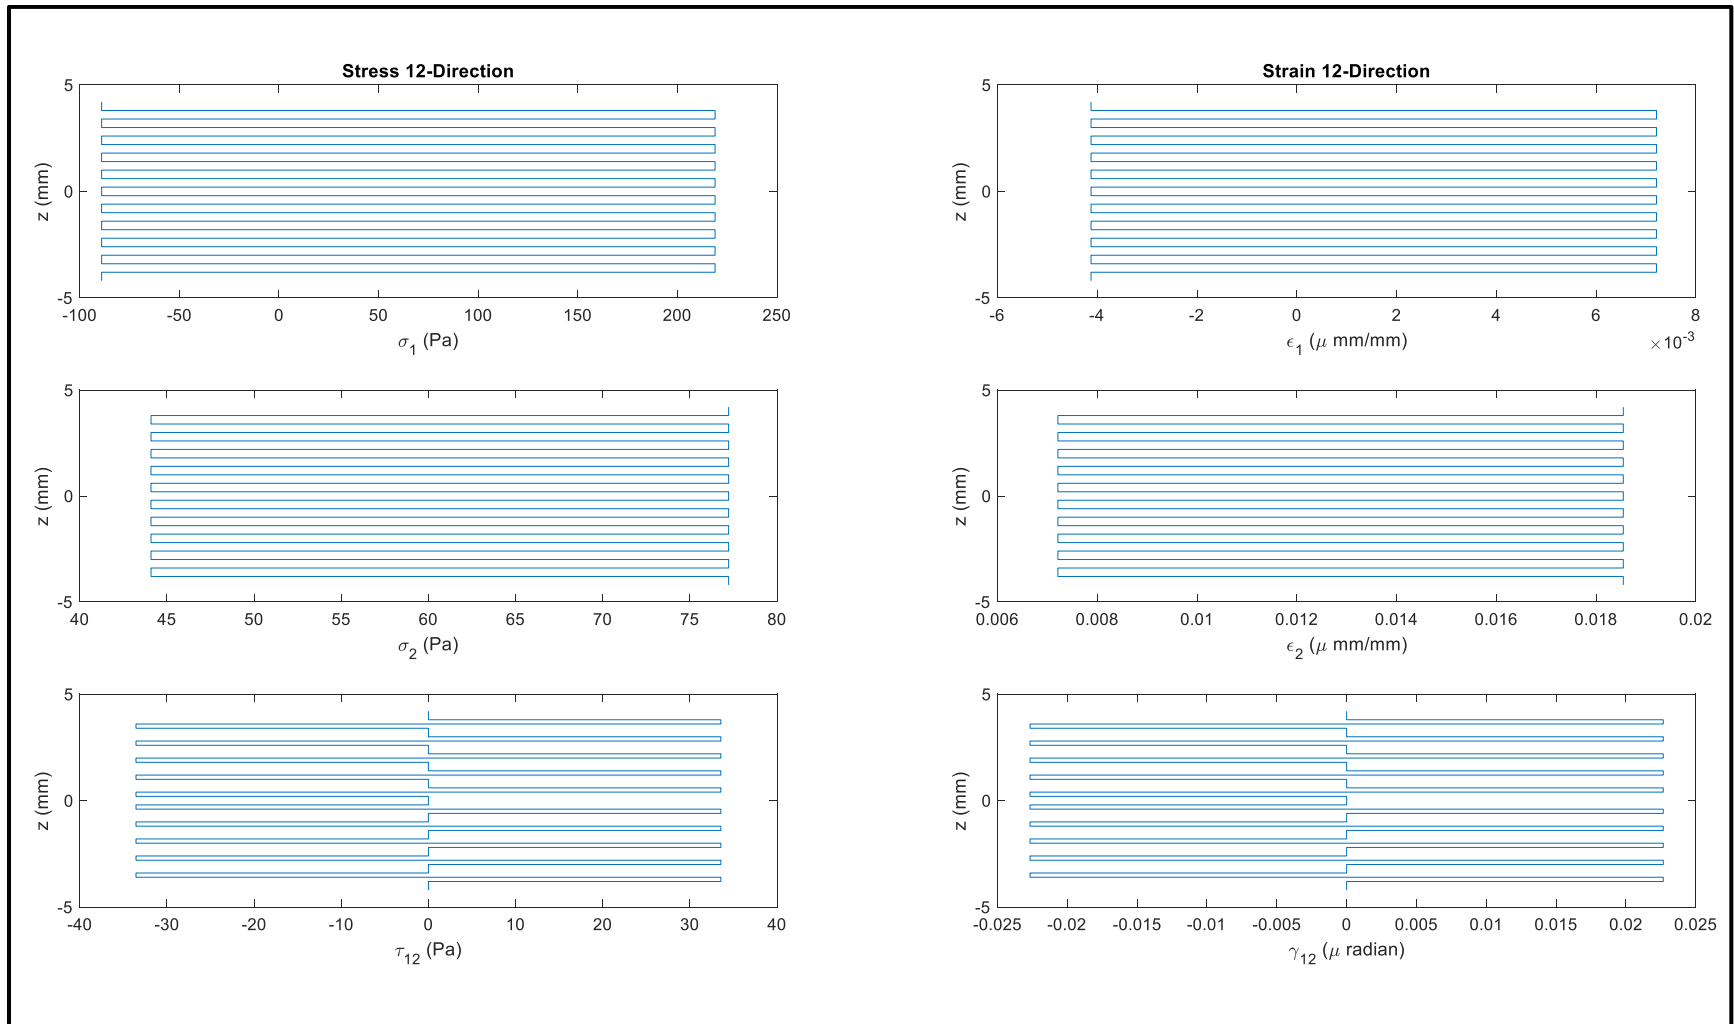 Stress 12-Direction
5
0
-5
z (mm)
-100 -50 0 50 100 150 200 250
σ1 (Pa)
Strain 12-Direction
5
0
-5
z (mm)
-6 -4 -2 0 2 4 6 8
ϵ1 (μ mm/mm)
×10-3
5
0
-5
z (mm)
40 45 50 55 60 65 70 75 80
σ2 (Pa)
5
0
-5
z (mm)
0.006 0.008 0.01 0.012 0.014 0.016 0.018 0.02
ϵ2 (μ mm/mm)
5
0
-5
z (mm)
-40 -30 -20 -10 0 10 20 30 40
τ12 (Pa)
5
0
-5
z (mm)
-0.025 -0.02 -0.015 -0.01 -0.005 0 0.005 0.01 0.015 0.02 0.025
γ12 (μ radian)